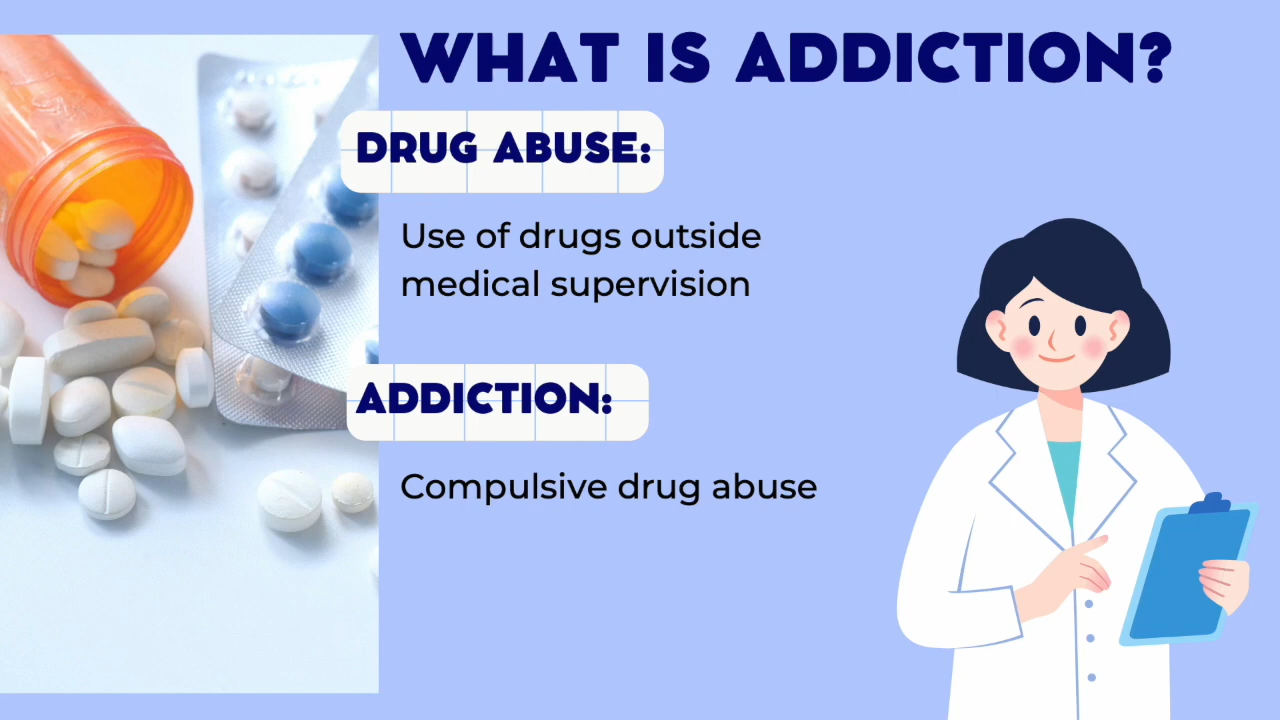 WHAT IS ADDICTION?
DRUG ABUSE:
Use of drugs outside
medical supervision
ADDICTION:
Compulsive drug abuse